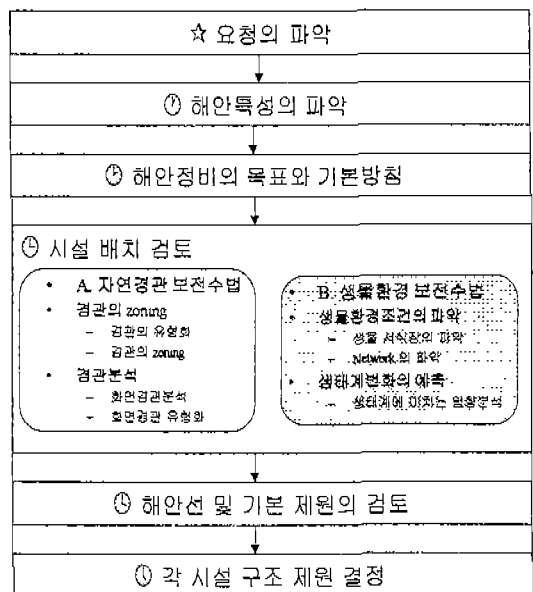 ☆ 요청의 파악
해안특성의 파악
해안정비의 목표와 기본방침
시설 배치 검토
• A. 자연경관 보전수법
• 경관의 zoning
– 경관의 유형화
– 경관의 zoning
• 경관분석
– 화면경관분석
– 화면경관 유형화
• B. 생물환경 보전수법
• 생물환경조건의 파악
– 생물 서식장의 파악
– Network의 파악
• 생태계변화의 예측
– 생태계에 미치는 영향분석
해안선 및 기본 제원의 검토
각 시설 구조 제원 결정